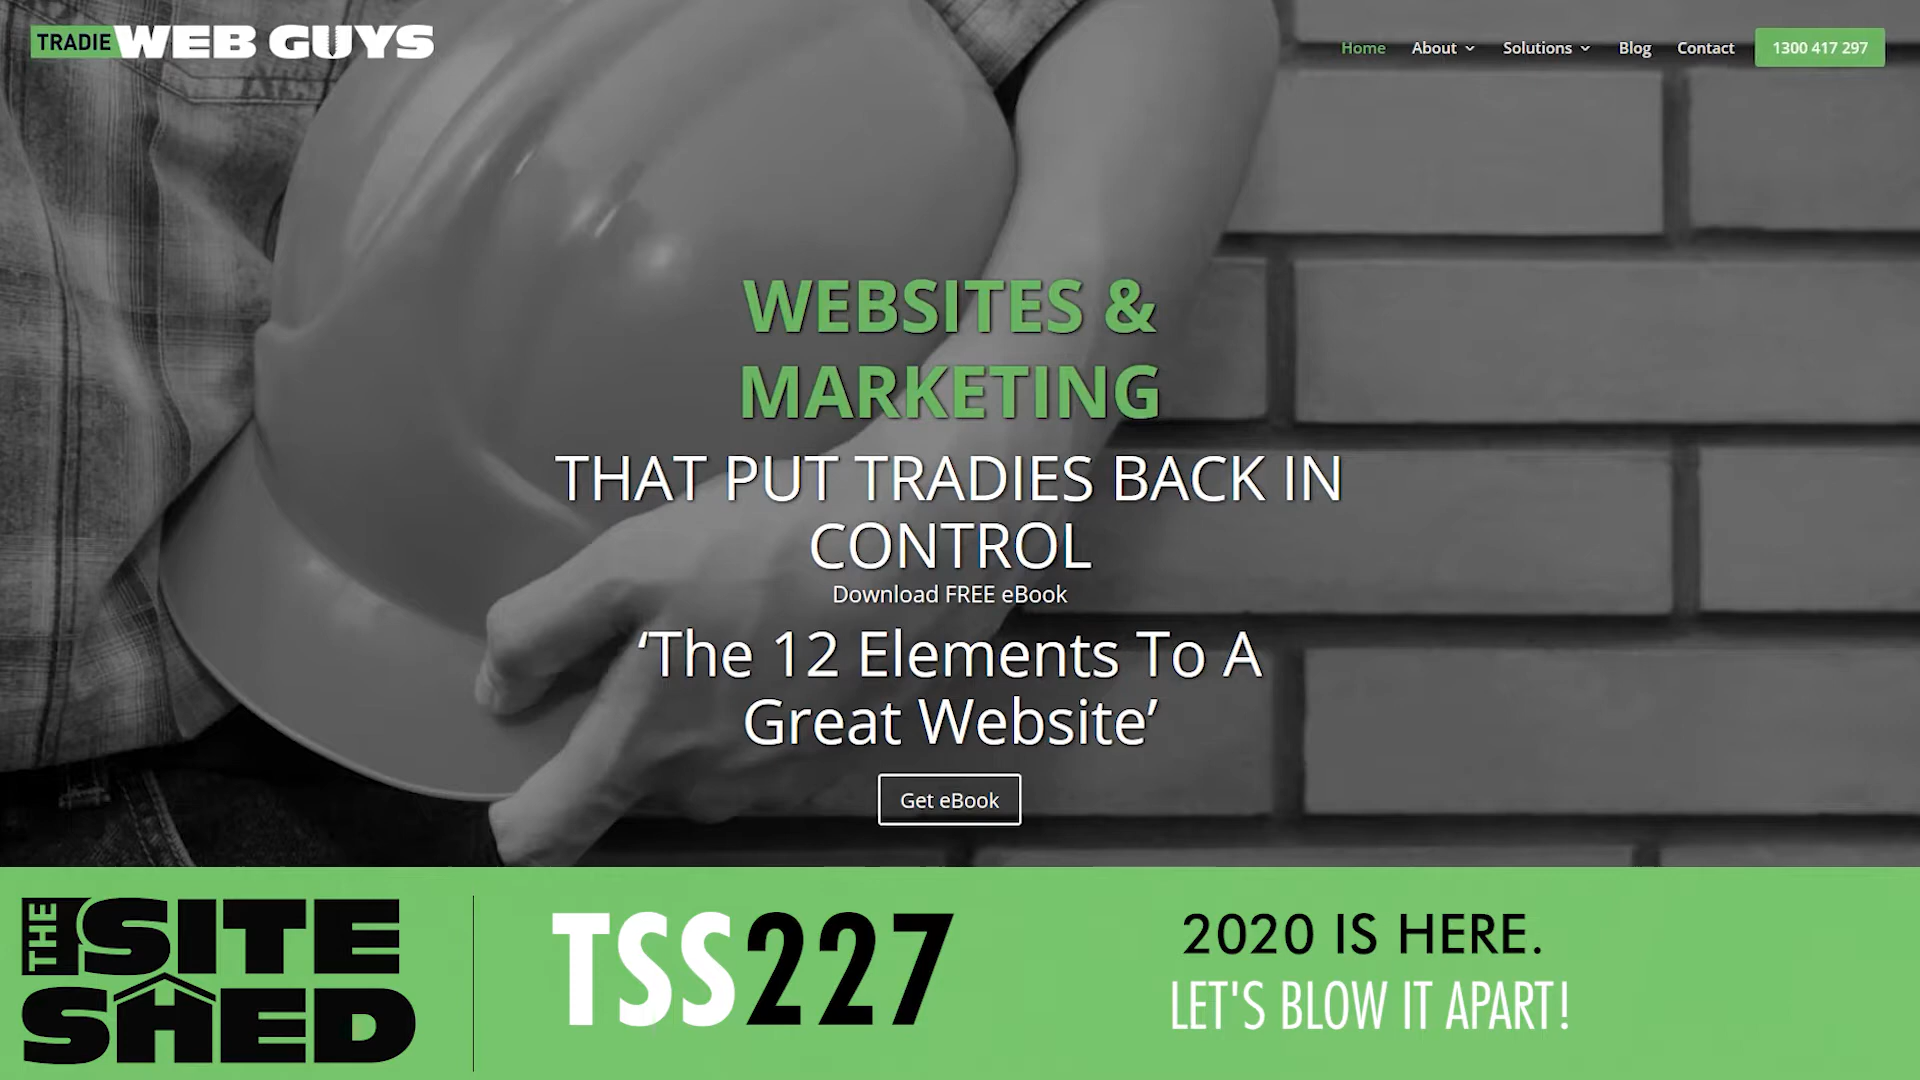 TRADIE WEB GUYS
Home About Solutions Blog Contact 1300 417 297
WEBSITES &
MARKETING
THAT PUT TRADIES BACK IN
CONTROL
Download FREE eBook
‘The 12 Elements To A
Great Website’
Get eBook
THE SITE
SHED
TSS227
2020 IS HERE.
LET'S BLOW IT APART!